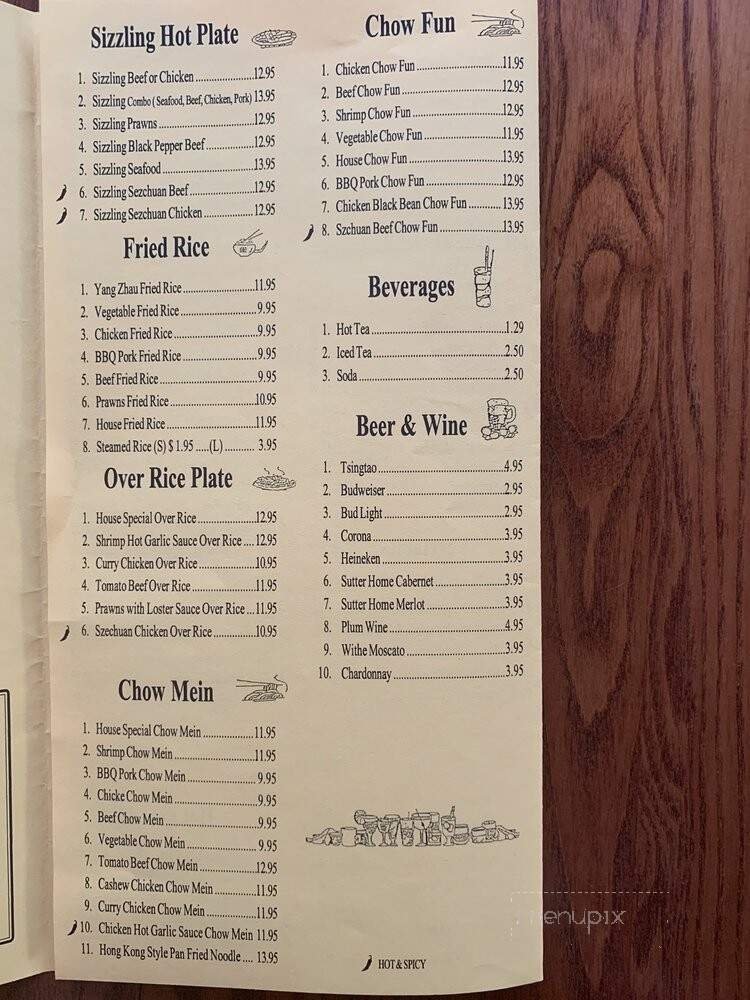 Sizzling Hot Plate
1. Sizzling Beef or Chicken ......................12.95
2. Sizzling Combo ( Seafood, Beef, Chicken, Pork) 13.95
3. Sizzling Prawns ....................................12.95
4. Sizzling Black Pepper Beef ..................12.95
5. Sizzling Seafood ...................................13.95
6. Sizzling Sezchuan Beef .........................12.95
7. Sizzling Sezchuan Chicken ...................12.95
Fried Rice
1. Yang Zhau Fried Rice ...........................11.95
2. Vegetable Fried Rice ..............................9.95
3. Chicken Fried Rice .................................9.95
4. BBQ Pork Fried Rice .............................9.95
5. Beef Fried Rice ......................................9.95
6. Prawns Fried Rice ................................10.95
7. House Fried Rice ..................................11.95
8. Steamed Rice (S) $ 1.95 .....(L) ........... 3.95
Over Rice Plate
1. House Special Over Rice ......................12.95
2. Shrimp Hot Garlic Sauce Over Rice .... 12.95
3. Curry Chicken Over Rice ......................10.95
4. Tomato Beef Over Rice ........................11.95
5. Prawns with Loster Sauce Over Rice ...11.95
6. Szechuan Chicken Over Rice ................10.95
Chow Mein
1. House Special Chow Mein ...................11.95
2. Shrimp Chow Mein ...............................11.95
3. BBQ Pork Chow Mein ........................... 9.95
4. Chicke Chow Mein ................................ 9.95
5. Beef Chow Mein .................................... 9.95
6. Vegetable Chow Mein ............................ 9.95
7. Tomato Beef Chow Mein ......................12.95
8. Cashew Chicken Chow Mein ................11.95
9. Curry Chicken Chow Mein ...................11.95
10. Chicken Hot Garlic Sauce Chow Mein 11.95
11. Hong Kong Style Pan Fried Noodle .... 13.95
Chow Fun
1. Chicken Chow Fun ................................11.95
2. Beef Chow Fun ......................................12.95
3. Shrimp Chow Fun ..................................12.95
4. Vegetable Chow Fun ..............................11.95
5. House Chow Fun ...................................13.95
6. BBQ Pork Chow Fun .............................12.95
7. Chicken Black Bean Chow Fun ............ 13.95
8. Szchuan Beef Chow Fun ........................13.95
Beverages
1. Hot Tea ...................................................1.29
2. Iced Tea ..................................................2.50
3. Soda ........................................................2.50
Beer & Wine
1. Tsingtao ..................................................4.95
2. Budweiser ...............................................2.95
3. Bud Light ................................................2.95
4. Corona .....................................................3.95
5. Heineken ..................................................3.95
6. Sutter Home Cabernet .............................3.95
7. Sutter Home Merlot .................................3.95
8. Plum Wine ...............................................4.95
9. Withe Moscato ........................................3.95
10. Chardonnay ............................................3.95
HOT & SPICY
menupix